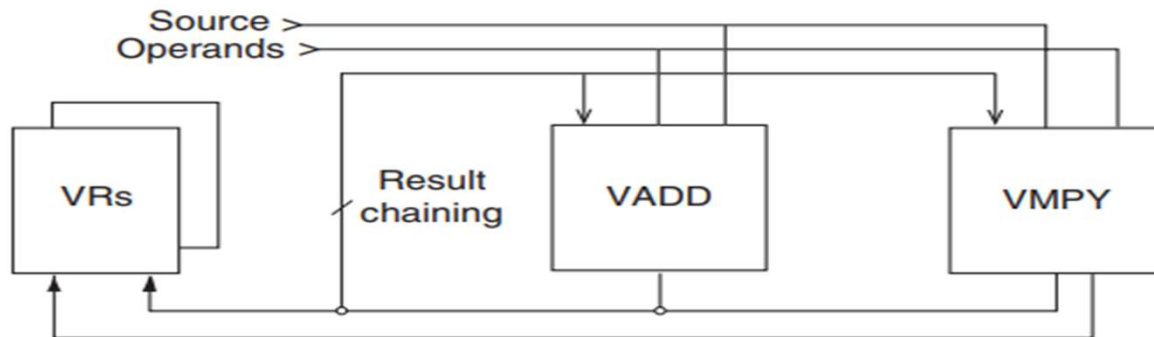 Source
Operands
VRs
Result
chaining
VADD
VMPY